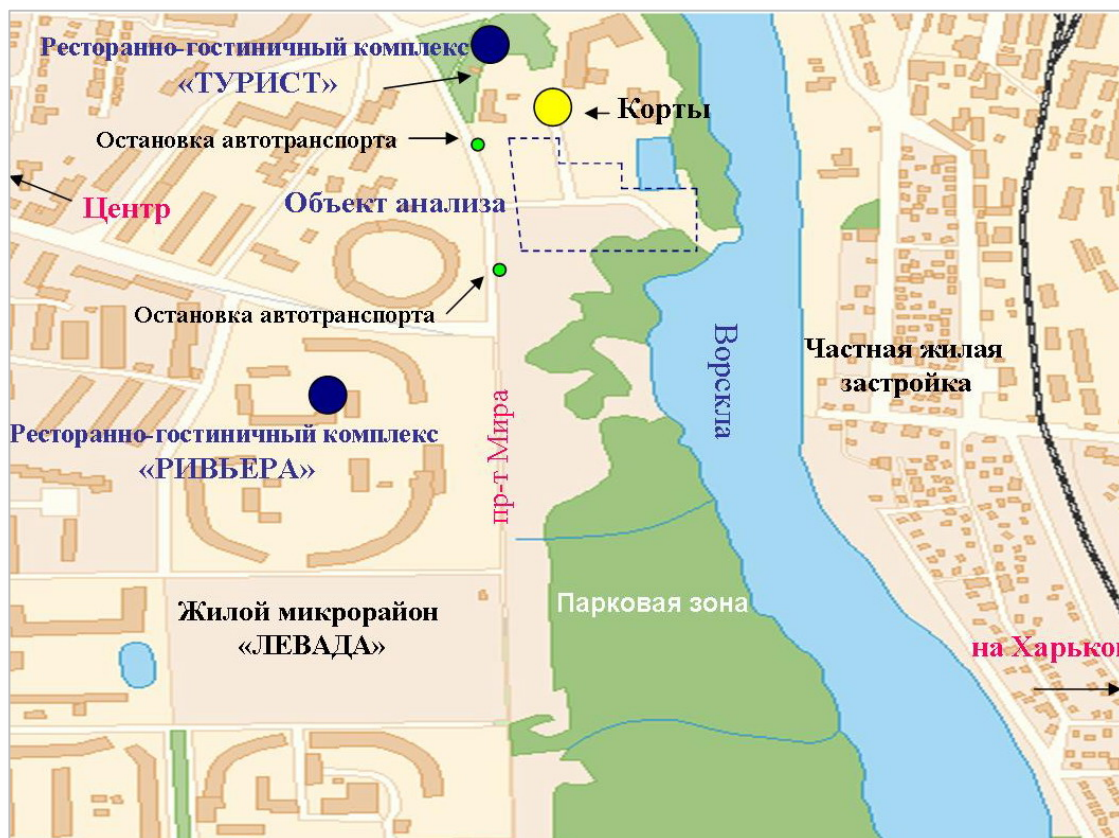 Ресторанно-гостиничный комплекс
«ТУРИСТ»
Корты
Остановка автотранспорта
Центр
Объект анализа
Остановка автотранспорта
Ворскла
Частная жилая
застройка
пр-т Мира
Ресторанно-гостиничный комплекс
«РИВЬЕРА»
Парковая зона
Жилой микрорайон
«ЛЕВАДА»
на Харьков